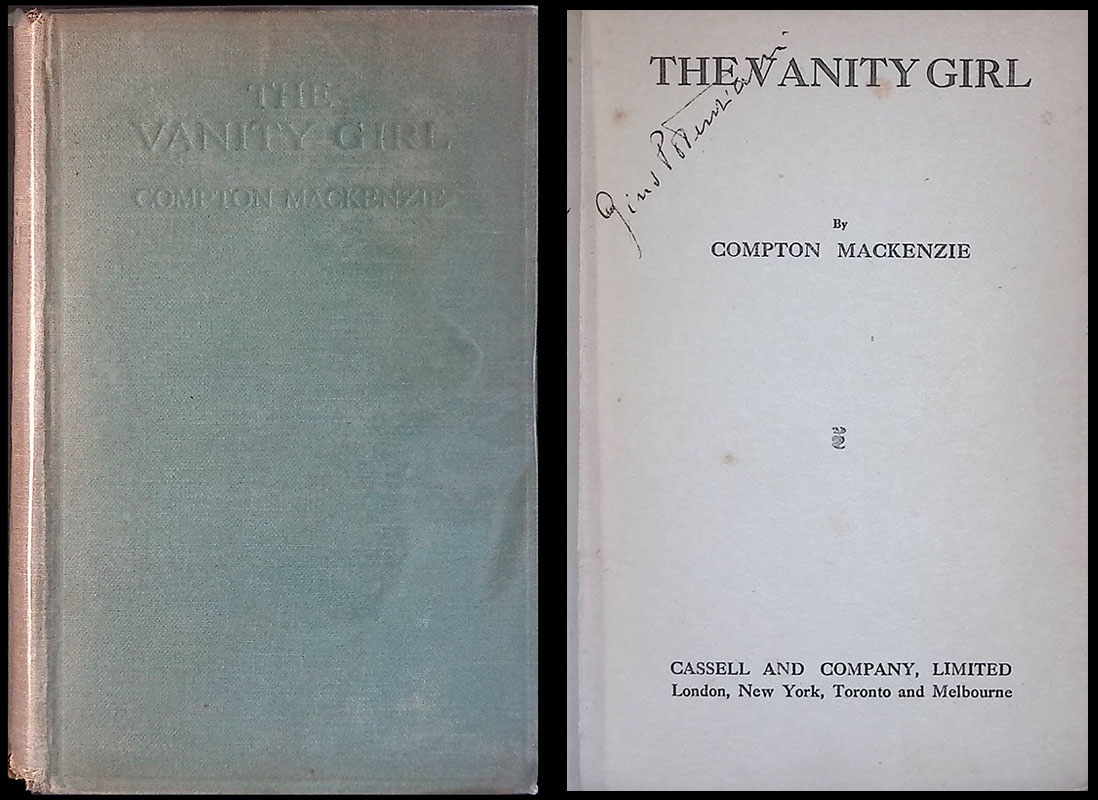 THE
VANITY GIRL
COMPTON MACKENZIE
THE VANITY GIRL
Gino
By
COMPTON MACKENZIE
CASSELL AND COMPANY, LIMITED
London, New York, Toronto and Melbourne